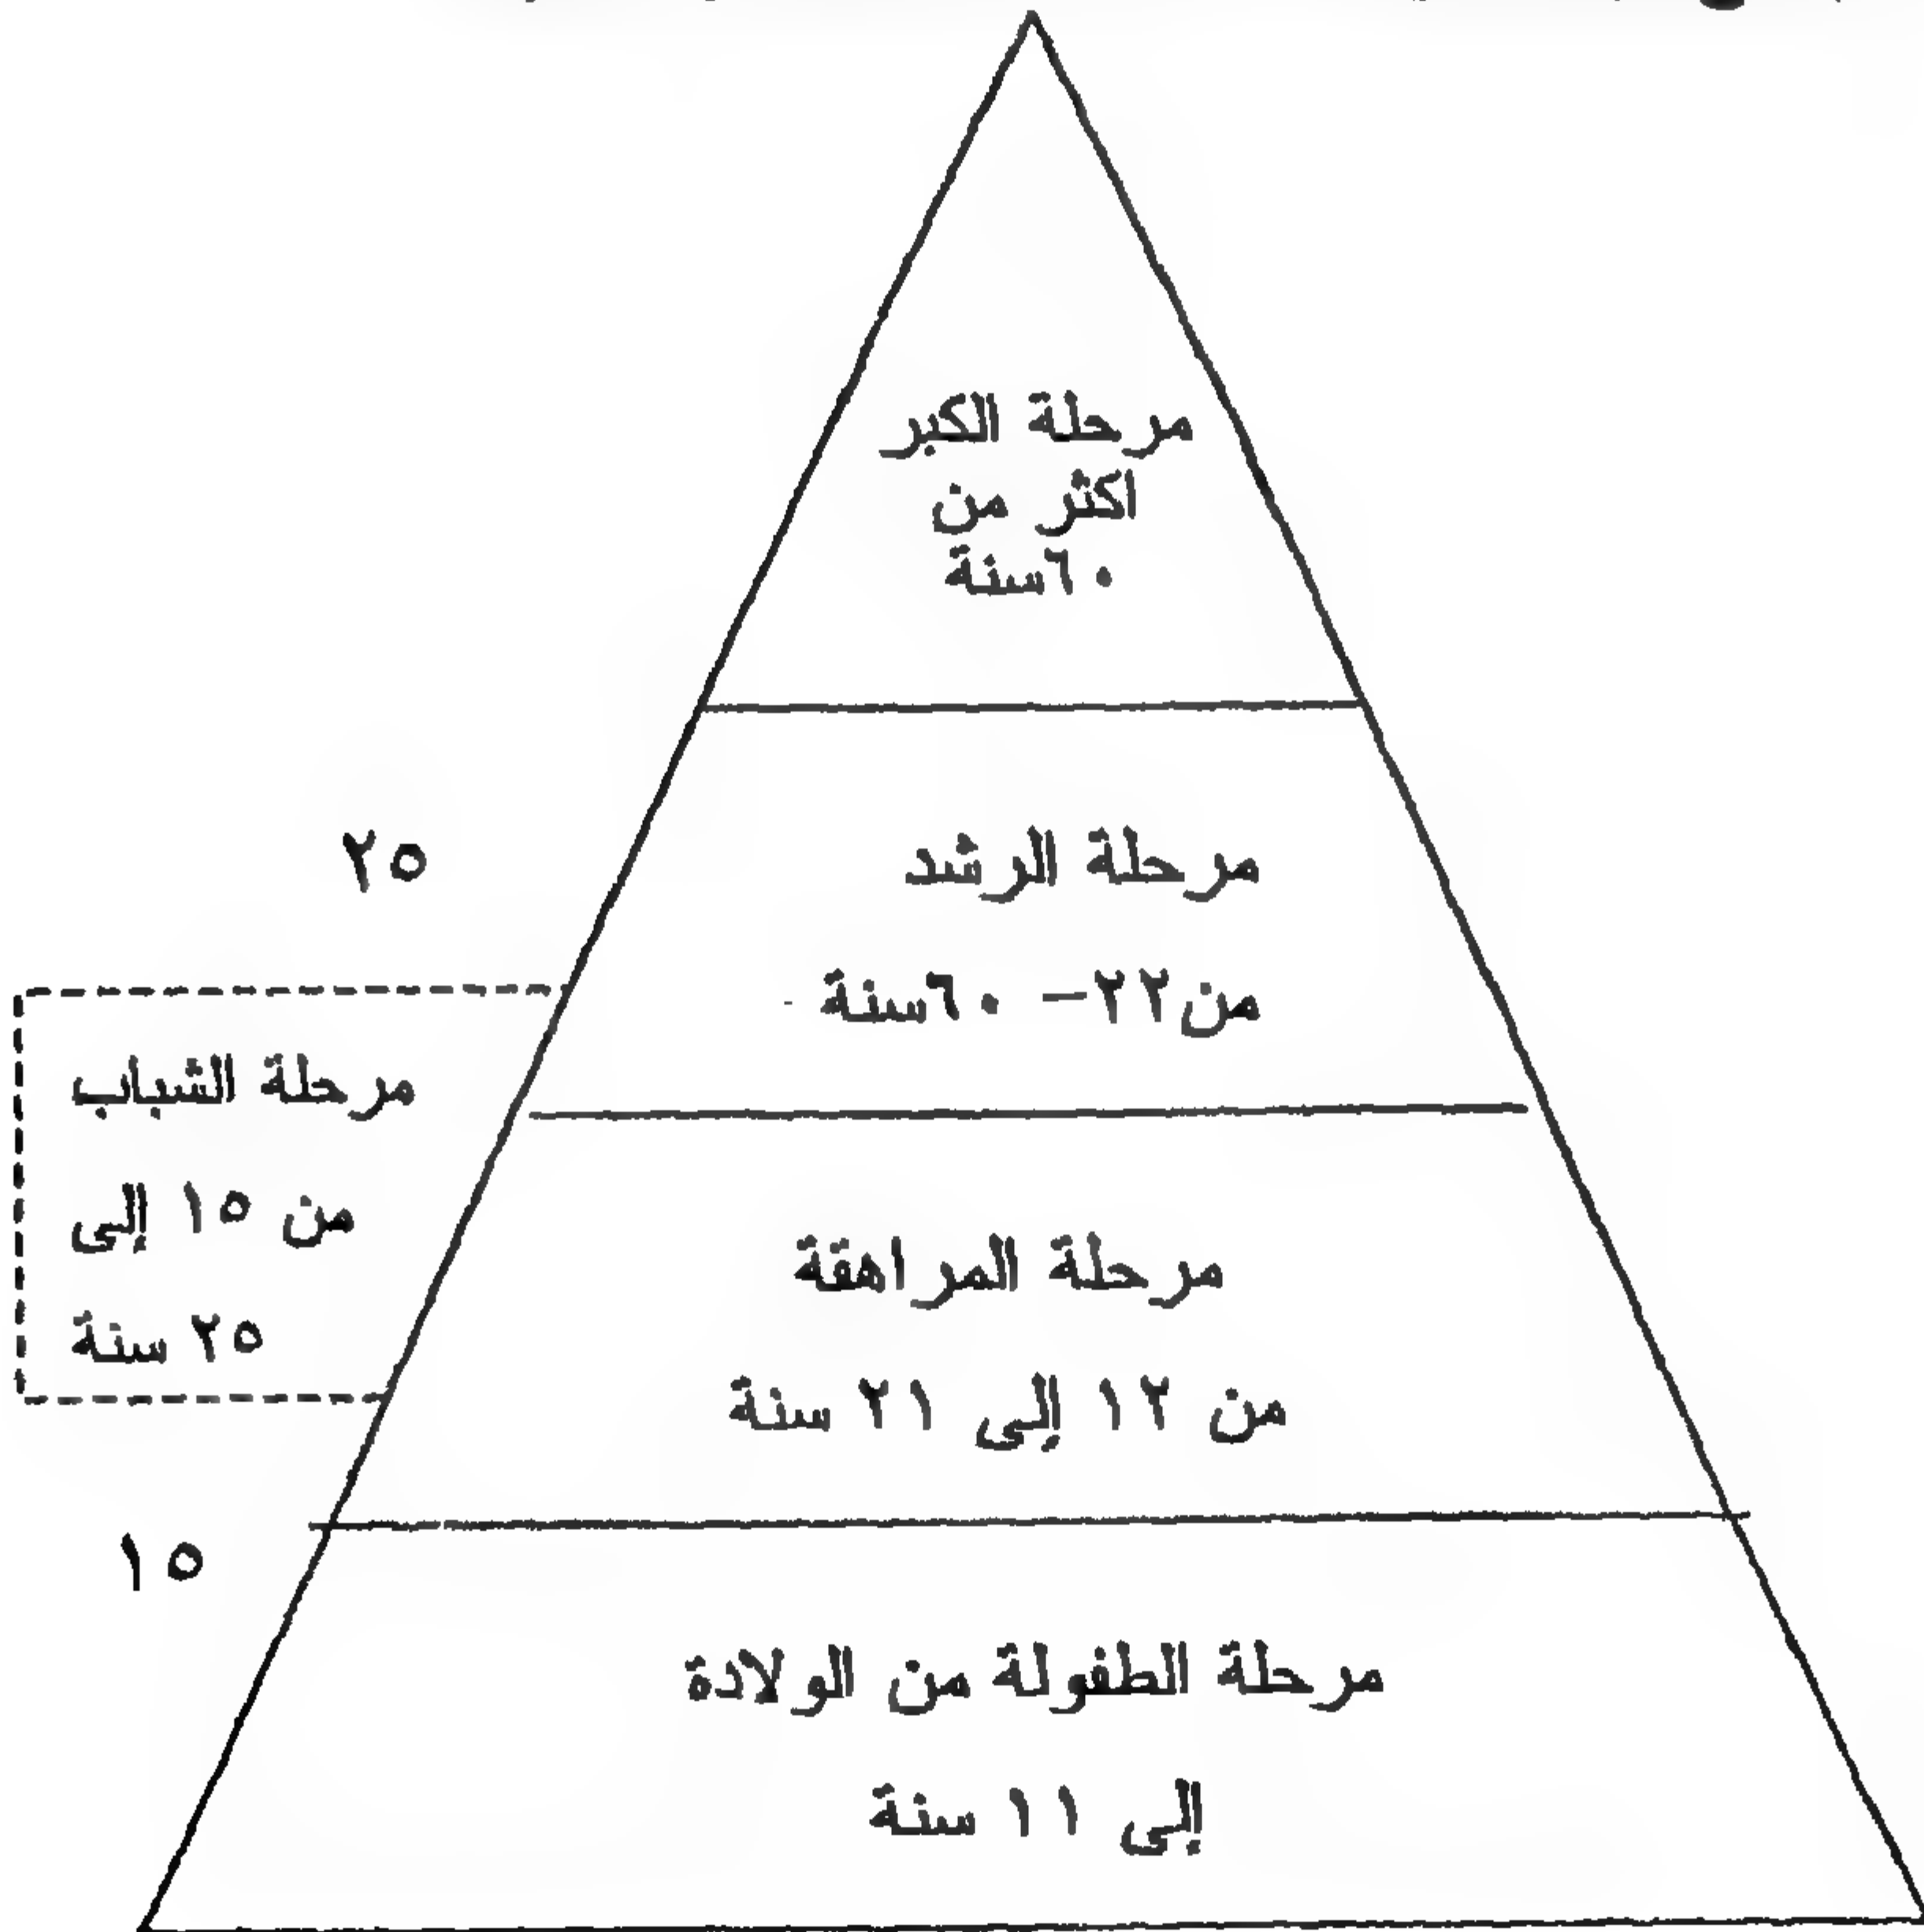 مرحلة الكبر
اكثر من
٦٠سنة
مرحلة الرشد
من٢٢– ٦٠سنة
٢٥
مرحلة الشباب
من ١٥ إلى
٢٥ سنة
مرحلة المراهقة
من ١٢ إلى ٢١ سنة
١٥
مرحلة الطفولة من الولادة
إلى ١١ سنة